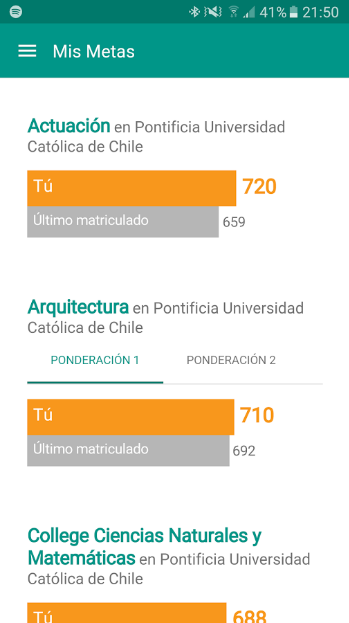 41% 21:50
Mis Metas
Actuación en Pontificia Universidad
Católica de Chile
Tú 720
Último matriculado 659
Arquitectura en Pontificia Universidad
Católica de Chile
PONDERACIÓN 1 PONDERACIÓN 2
Tú 710
Último matriculado 692
College Ciencias Naturales y
Matemáticas en Pontificia Universidad
Católica de Chile
Tú 688